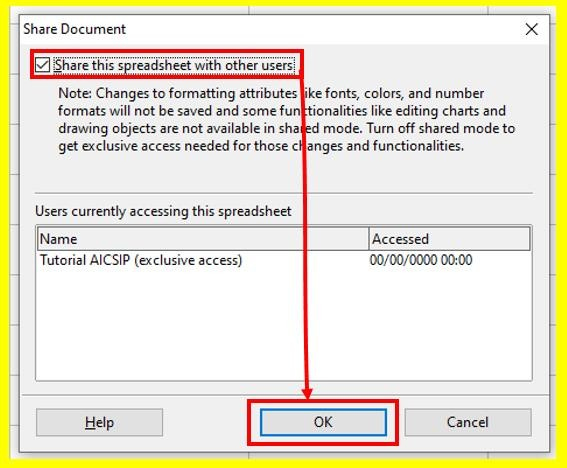 Share Document
Share this spreadsheet with other users
Note: Changes to formatting attributes like fonts, colors, and number
formats will not be saved and some functionalities like editing charts and
drawing objects are not available in shared mode. Turn off shared mode to
get exclusive access needed for those changes and functionalities.
Users currently accessing this spreadsheet
Name Accessed
Tutorial AICSIP (exclusive access) 00/00/0000 00:00
Help OK Cancel